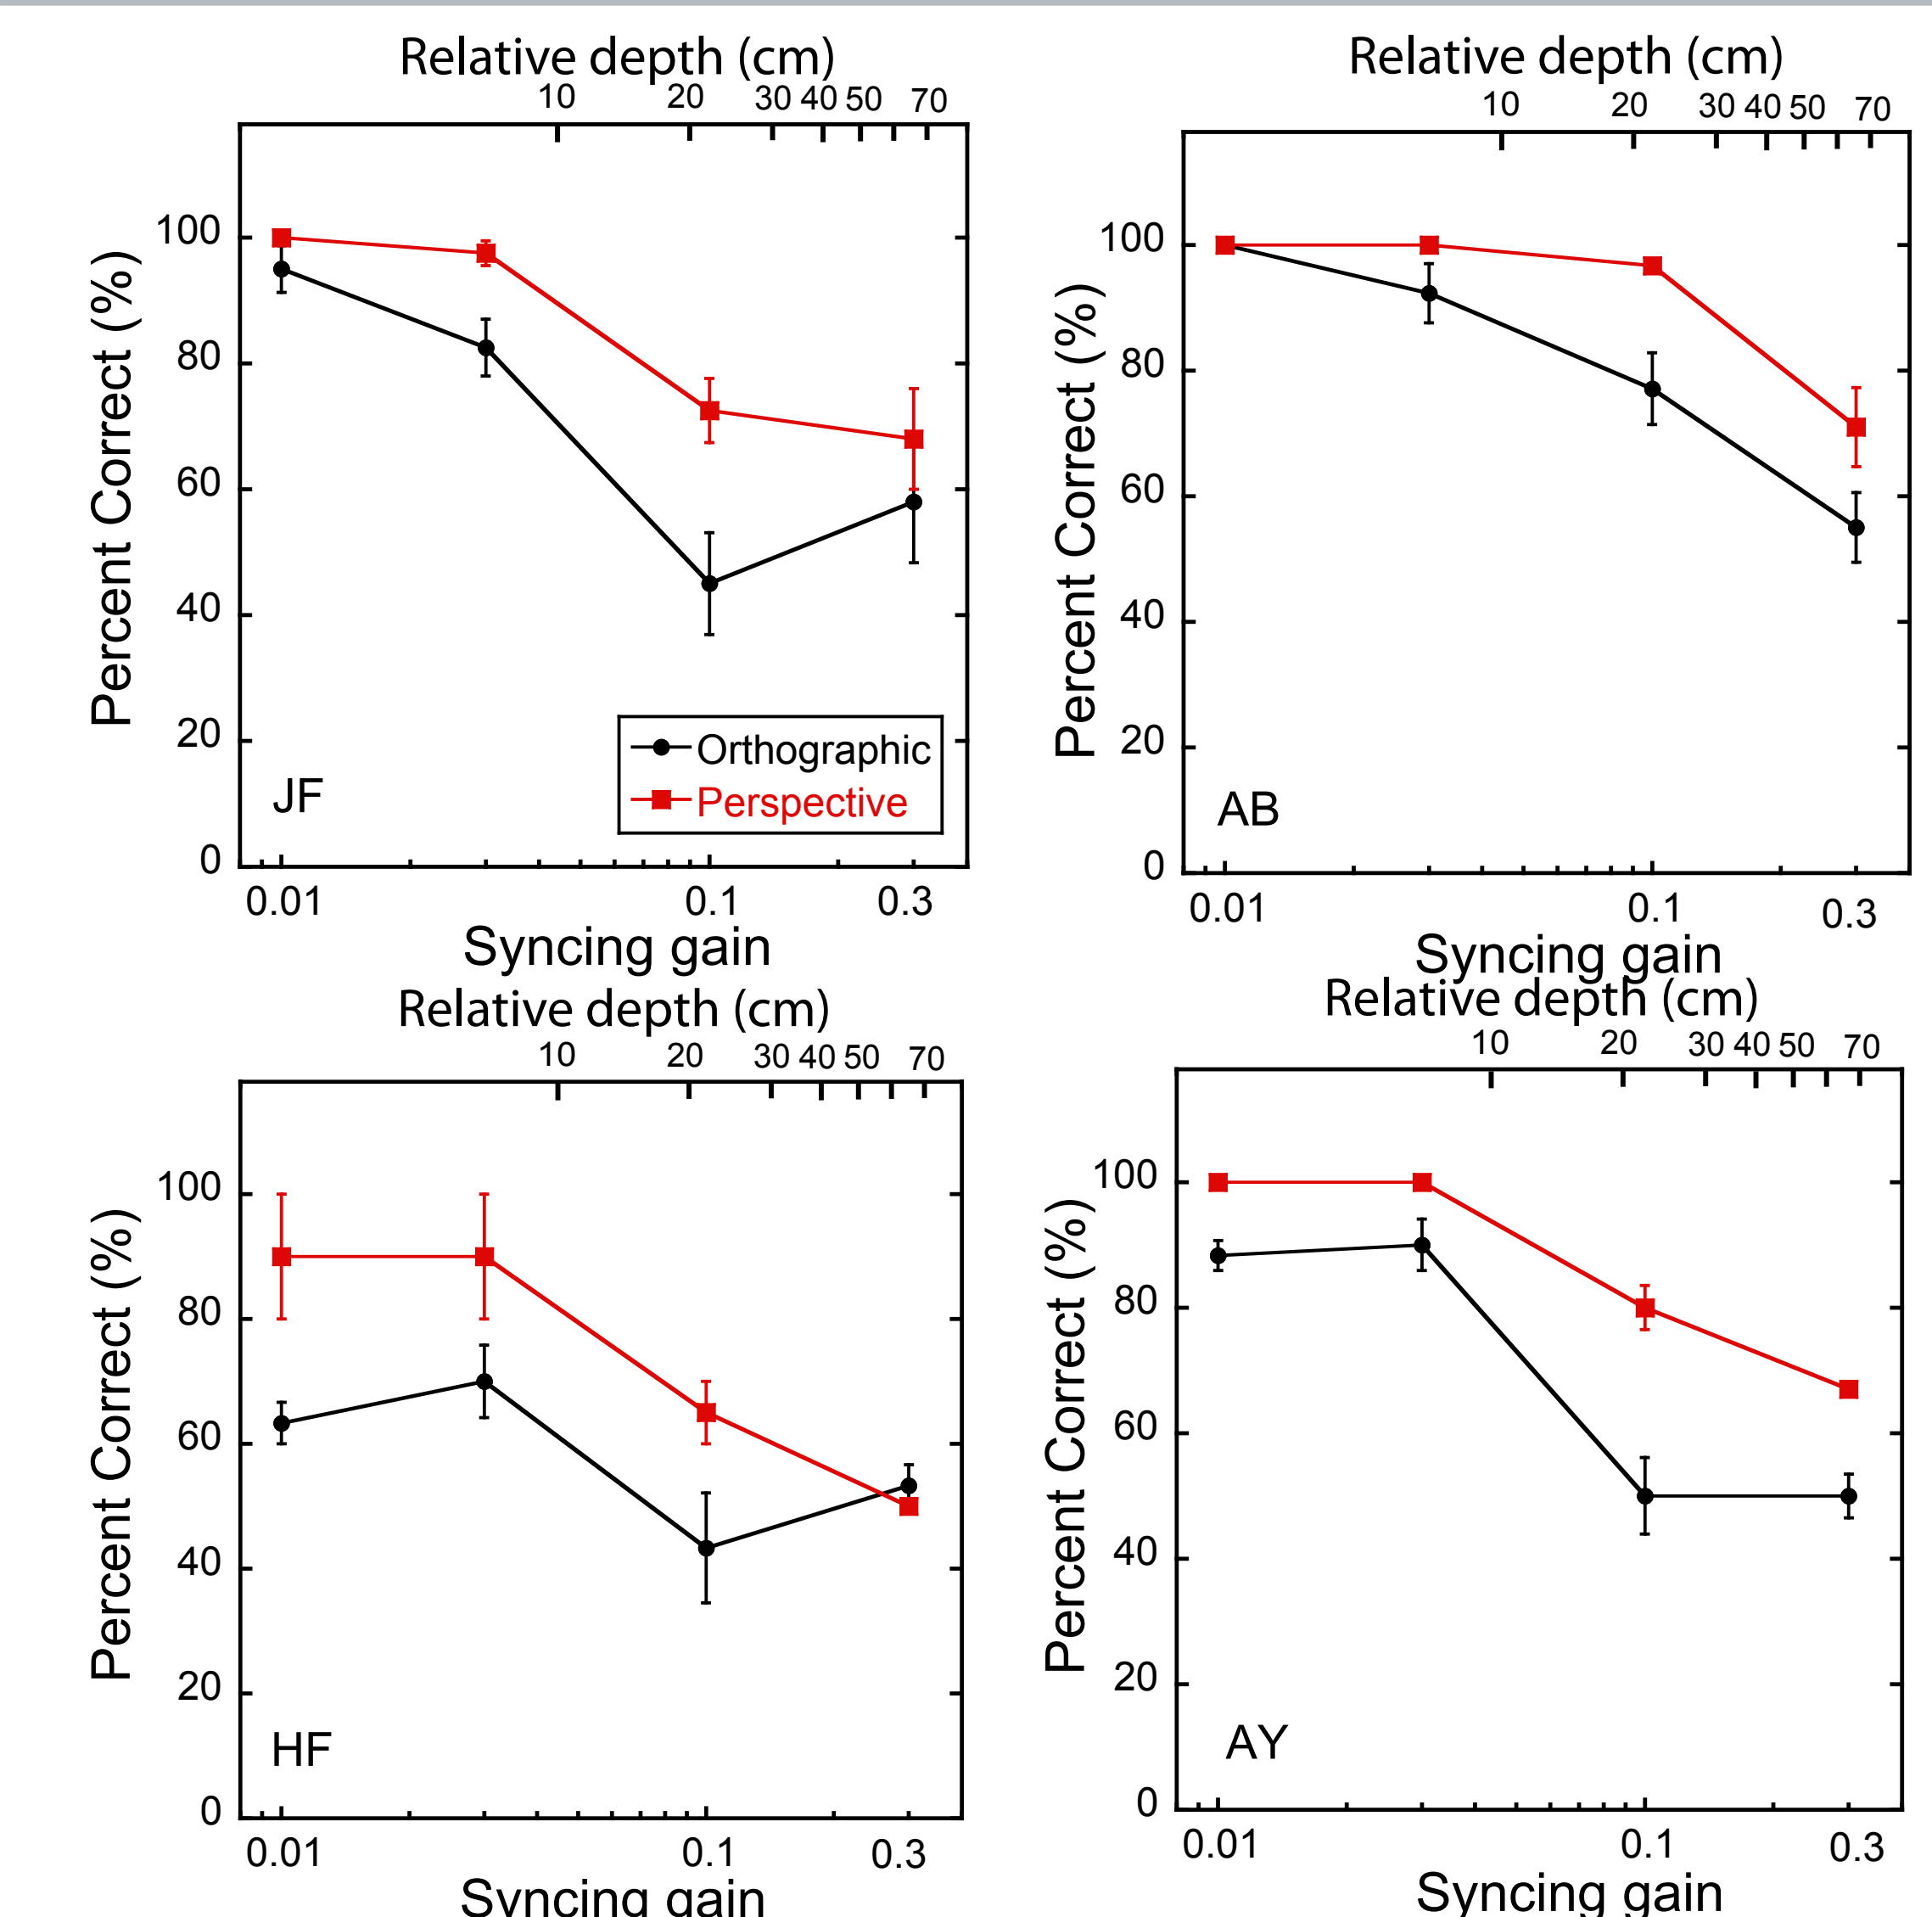 Relative depth (cm)
10 20 30 40 50 70
100
80
60
40
20
0
Percent Correct (%)
Orthographic
Perspective
JF
0.01 0.1 0.3
Syncing gain
Relative depth (cm)
10 20 30 40 50 70
100
80
60
40
20
0
Percent Correct (%)
AB
0.01 0.1 0.3
Syncing gain
Relative depth (cm)
10 20 30 40 50 70
100
80
60
40
20
0
Percent Correct (%)
HF
0.01 0.1 0.3
Syncing gain
Relative depth (cm)
10 20 30 40 50 70
100
80
60
40
20
0
Percent Correct (%)
AY
0.01 0.1 0.3
Syncing gain